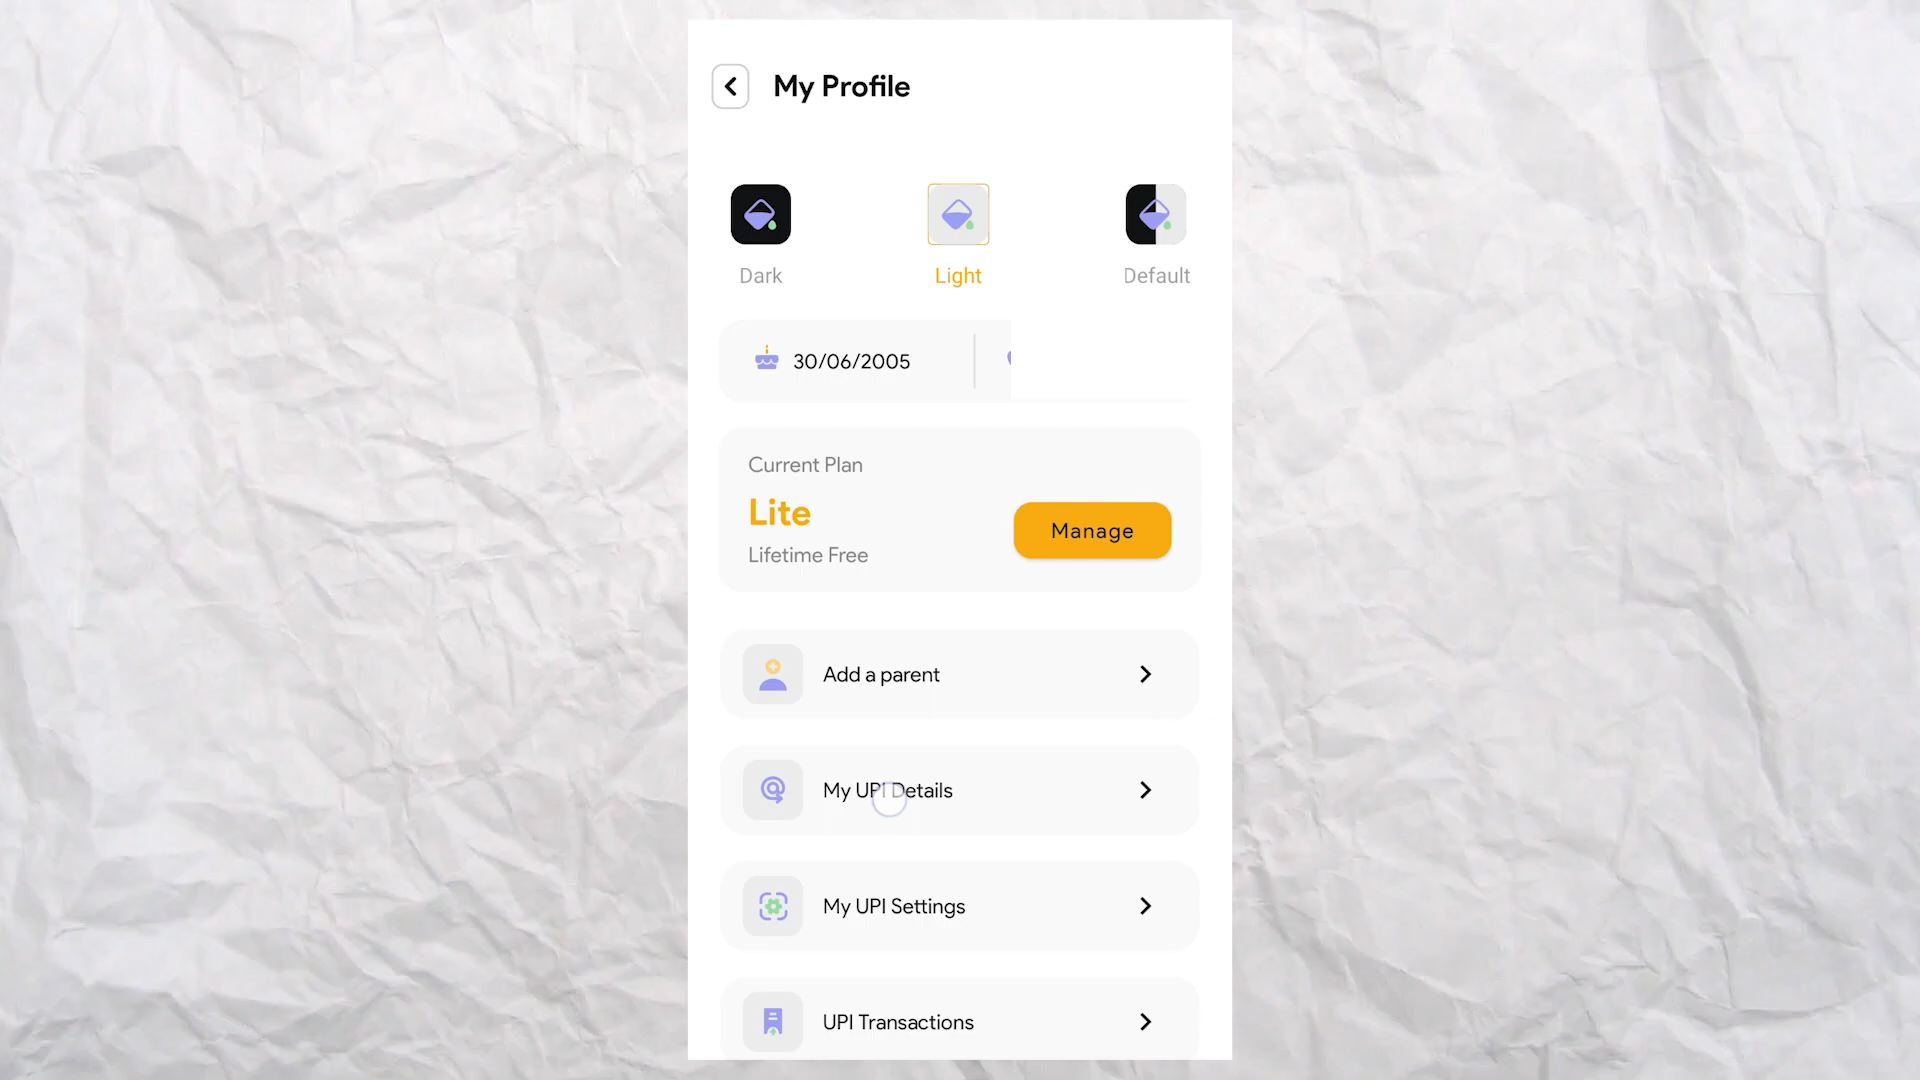 My Profile
Dark
Light
Default
30/06/2005
Current Plan
Lite
Lifetime Free
Manage
Add a parent
My UPI Details
My UPI Settings
UPI Transactions